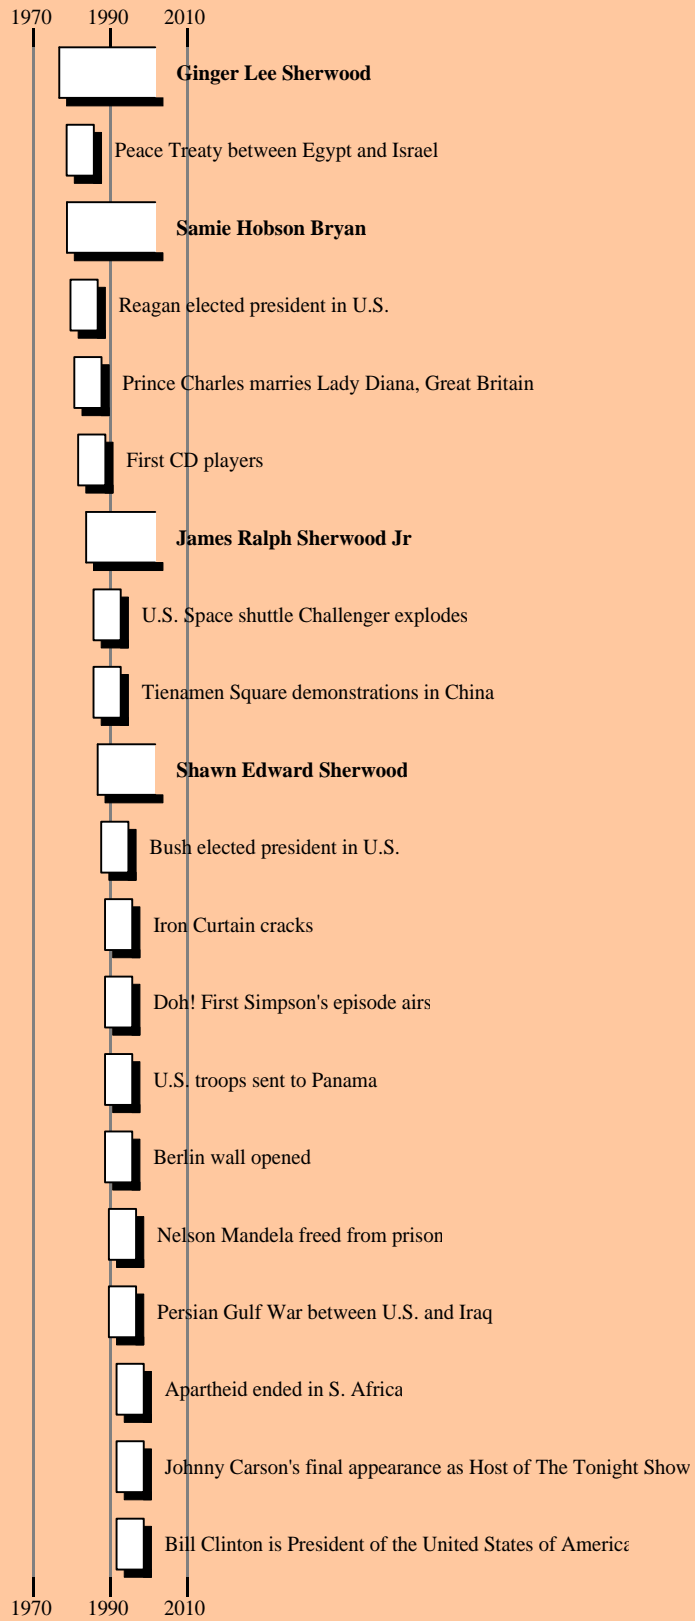 1970 1990 2010
Ginger Lee Sherwood
Peace Treaty between Egypt and Israel
Samie Hobson Bryan
Reagan elected president in U.S.
Prince Charles marries Lady Diana, Great Britain
First CD players
James Ralph Sherwood Jr
U.S. Space shuttle Challenger explodes
Tienamen Square demonstrations in China
Shawn Edward Sherwood
Bush elected president in U.S.
Iron Curtain cracks
Doh! First Simpson's episode airs
U.S. troops sent to Panama
Berlin wall opened
Nelson Mandela freed from prison
Persian Gulf War between U.S. and Iraq
Apartheid ended in S. Africa
Johnny Carson's final appearance as Host of The Tonight Show
Bill Clinton is President of the United States of America
1970 1990 2010